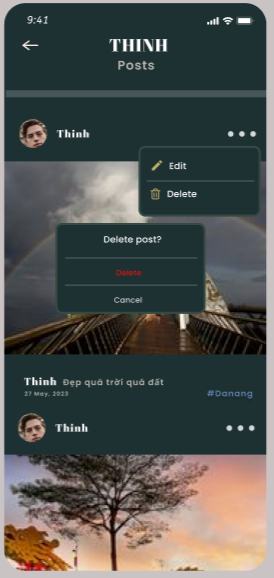 9:41
THINH
Posts
Thinh
Edit
Delete
Delete post?
Delete
Cancel
Thinh Đẹp quá trời quá đất
27 May, 2023
#Danang
Thinh